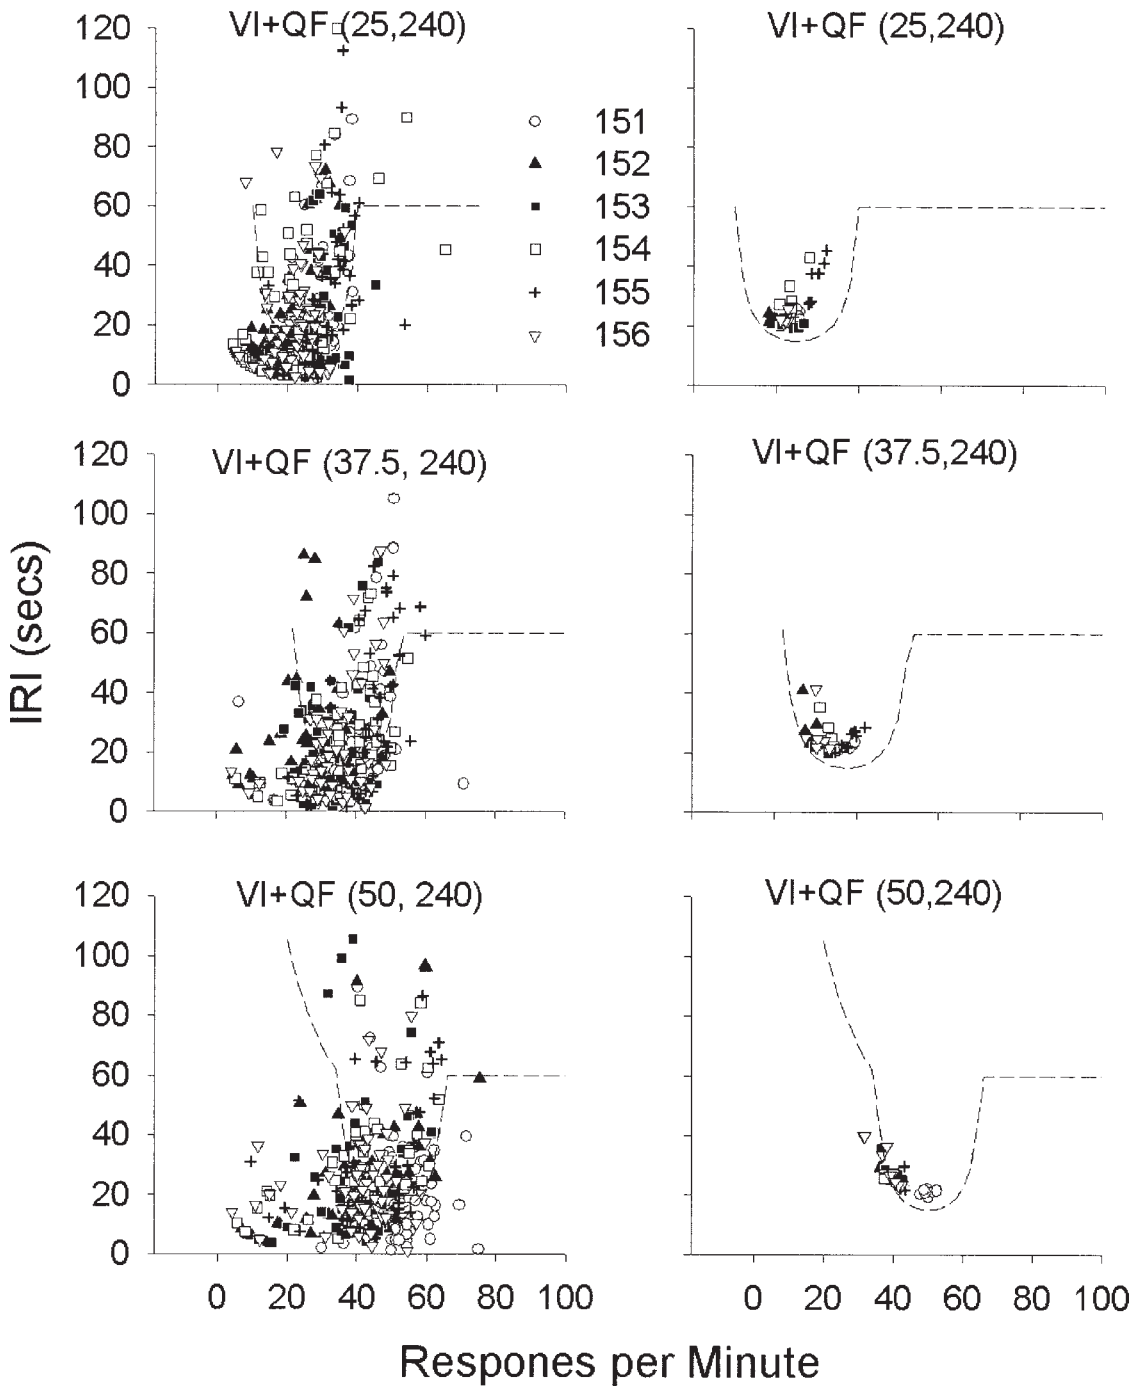 VI+QF (25,240)
VI+QF (25,240)
120
100
80
60
40
20
0
151
152
153
154
155
156
VI+QF (37.5, 240)
VI+QF (37.5,240)
120
100
80
60
40
20
0
IRI (secs)
VI+QF (50, 240)
VI+QF (50,240)
120
100
80
60
40
20
0
0 20 40 60 80 100
0 20 40 60 80 100
Respones per Minute